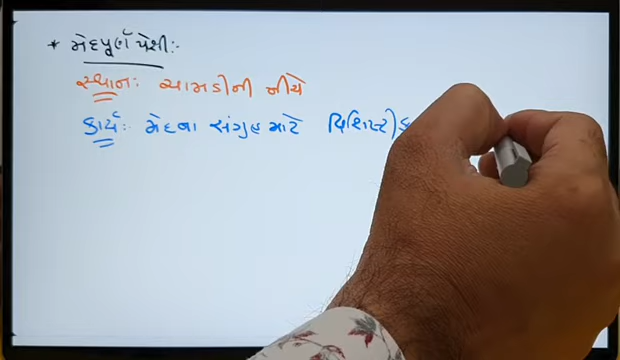 * મેદપૂર્ણ પેશી:-
સ્થાન: ચામડીની નીચે
કાર્ય:- મેદના સંગ્રહ માટે વિશિષ્ટી